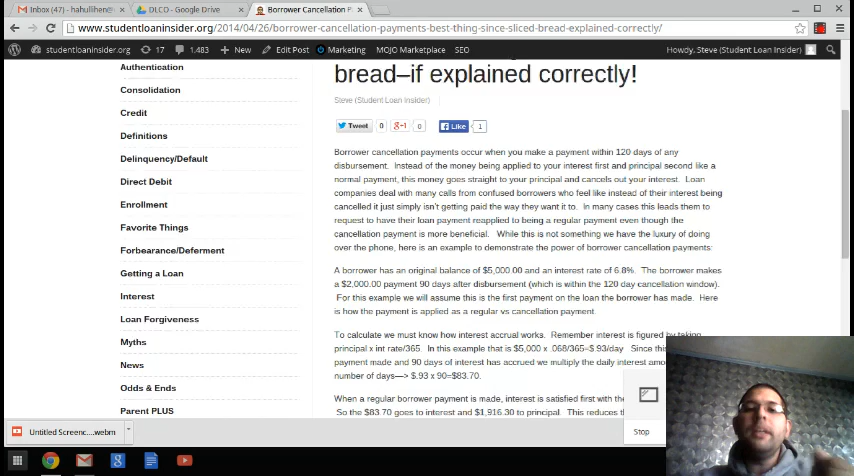 Inbox (47) - hahullihen@
DLCD - Google Drive
Borrower Cancellation P
www.studentloaninsider.org/2014/04/26/borrower-cancellation-payments-best-thing-since-sliced-bread-explained-correctly/
studentloaninsider.org 17 1,483 + New Edit Post Marketing MOJO Marketplace SEO Howdy, Steve (Student Loan Insider)
Authentication
Consolidation
Credit
Definitions
Delinquency/Default
Direct Debit
Enrollment
Favorite Things
Forbearance/Deferment
Getting a Loan
Interest
Loan Forgiveness
Myths
News
Odds & Ends
Parent PLUS
bread–if explained correctly!
Steve (Student Loan Insider)
Tweet 0 g+1 0 Like 1
Borrower cancellation payments occur when you make a payment within 120 days of any
disbursement. Instead of the money being applied to your interest first and principal second like a
normal payment, this money goes straight to your principal and cancels out your interest. Loan
companies deal with many calls from confused borrowers who feel like instead of their interest being
cancelled it just simply isn't getting paid the way they want it to. In many cases this leads them to
request to have their loan payment reapplied to being a regular payment even though the
cancellation payment is more beneficial. While this is not something we have the luxury of doing
over the phone, here is an example to demonstrate the power of borrower cancellation payments:
A borrower has an original balance of $5,000.00 and an interest rate of 6.8%. The borrower makes
a $2,000.00 payment 90 days after disbursement (which is within the 120 day cancellation window).
For this example we will assume this is the first payment on the loan the borrower has made. Here
is how the payment is applied as a regular vs cancellation payment.
To calculate we must know how interest accrual works. Remember interest is figured by taking
principal x int rate/365. In this example that is $5,000 x .068/365=$.93/day Since this
payment made and 90 days of interest has accrued we multiply the daily interest
number of days—> $.93 x 90=$83.70.
When a regular borrower payment is made, interest is satisfied first with the
So the $83.70 goes to interest and $1,916.30 to principal. This reduces
Stop
Untitled Screenc....webm